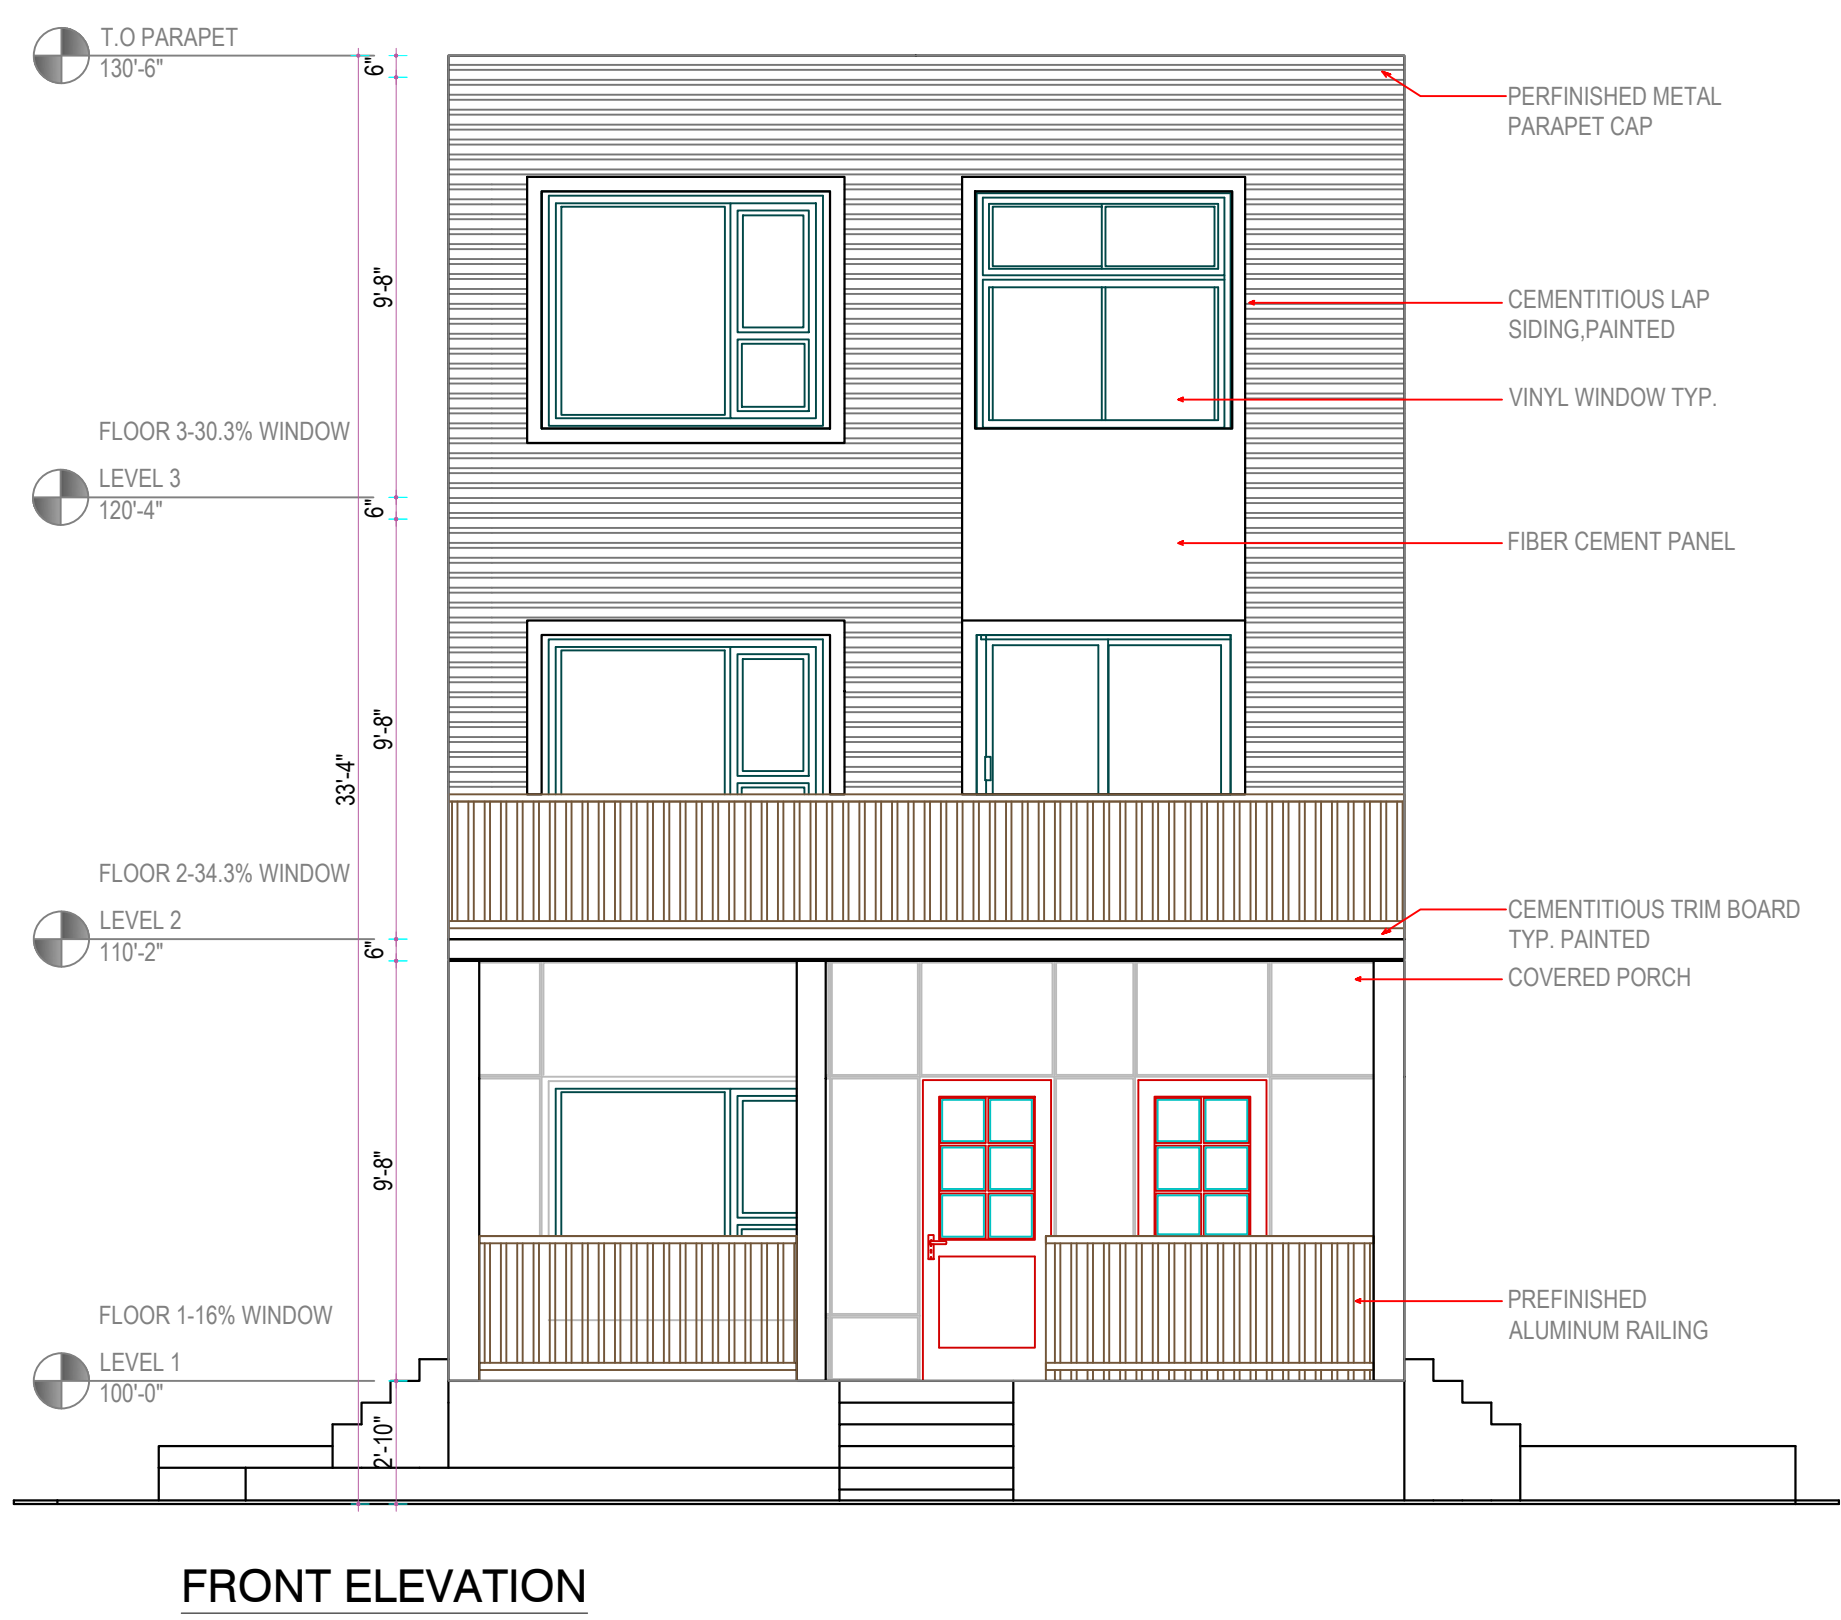 T.O PARAPET
130'-6"
6"
PERFINISHED METAL
PARAPET CAP
9'-8"
CEMENTITIOUS LAP
SIDING,PAINTED
VINYL WINDOW TYP.
FLOOR 3-30.3% WINDOW
LEVEL 3
120'-4"
6"
FIBER CEMENT PANEL
9'-8"
33'-4"
FLOOR 2-34.3% WINDOW
LEVEL 2
110'-2"
6"
CEMENTITIOUS TRIM BOARD
TYP. PAINTED
COVERED PORCH
9'-8"
FLOOR 1-16% WINDOW
LEVEL 1
100'-0"
PREFINISHED
ALUMINUM RAILING
2'-10"
FRONT ELEVATION